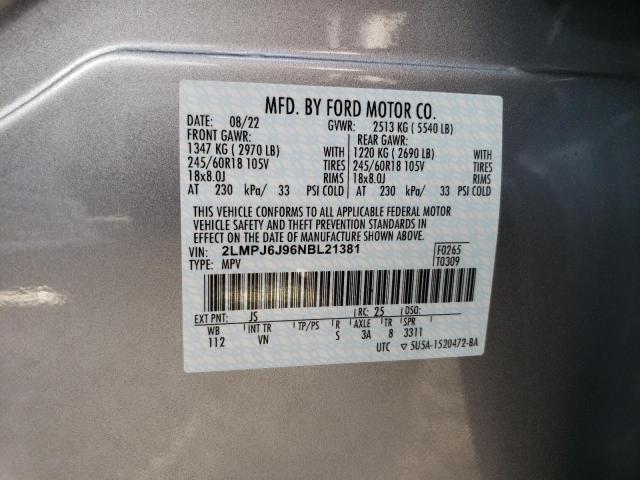 MFD. BY FORD MOTOR CO.
DATE: 08/22 GVWR: 2513 KG ( 5540 LB)
FRONT GAWR: REAR GAWR:
1347 KG ( 2970 LB) WITH 1220 KG ( 2690 LB) WITH
245/60R18 105V TIRES 245/60R18 105V TIRES
18x8.0J RIMS 18x8.0J RIMS
AT 230 kPa/ 33 PSI COLD AT 230 kPa/ 33 PSI COLD
THIS VEHICLE CONFORMS TO ALL APPLICABLE FEDERAL MOTOR
VEHICLE SAFETY AND THEFT PREVENTION STANDARDS IN
EFFECT ON THE DATE OF MANUFACTURE SHOWN ABOVE.
VIN: 2LMPJ6J96NBL21381 F0265
TYPE: MPV T0309
EXT PNT: JS RC: 25 DSO:
WB INT TR TP/PS R AXLE TR SPR
112 VN S 3A 8 3311
UTC ▽ 5U5A-1520472-BA